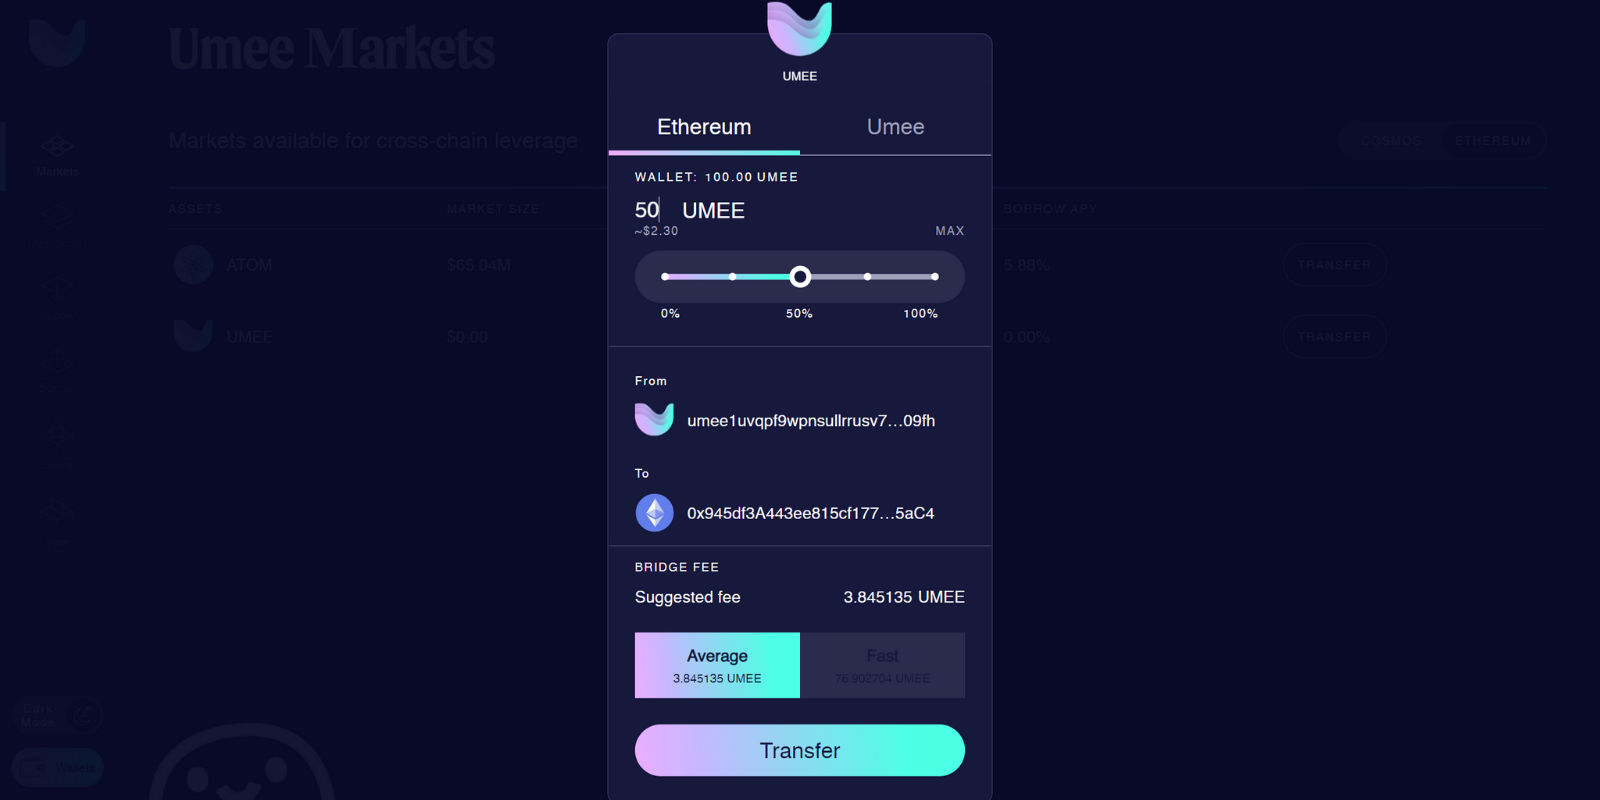 Umee Markets
Markets available for cross-chain leverage
COSMOS
ETHEREUM
Markets
ASSETS
MARKET SIZE
BORROW APY
ATOM
$65.04M
5.88%
TRANSFER
UMEE
$0.00
0.00%
TRANSFER
Dark
Mode
Wallets
UMEE
Ethereum
Umee
WALLET: 100.00 UMEE
50 UMEE
~$2.30
MAX
0%
50%
100%
From
umee1uvqpf9wpnsullrrusv7...09fh
To
0x945df3A443ee815cf177...5aC4
BRIDGE FEE
Suggested fee
3.845135 UMEE
Average
3.845135 UMEE
Fast
76.902704 UMEE
Transfer